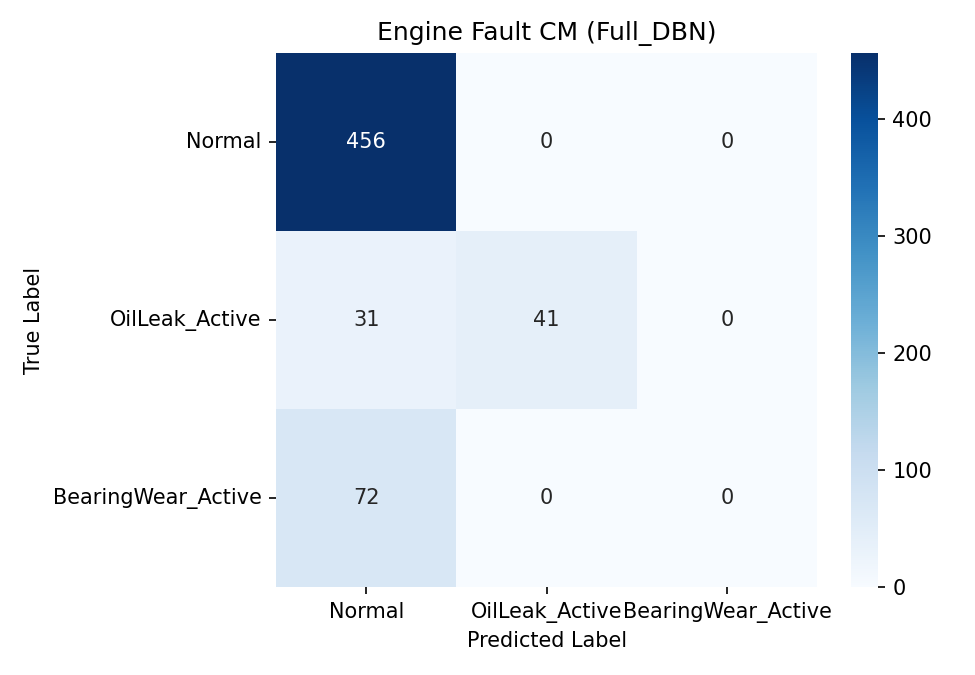 Engine Fault CM (Full_DBN)
True Label
Normal
456
0
0
OilLeak_Active
31
41
0
BearingWear_Active
72
0
0
Normal
OilLeak_Active
BearingWear_Active
Predicted Label
400
300
200
100
0